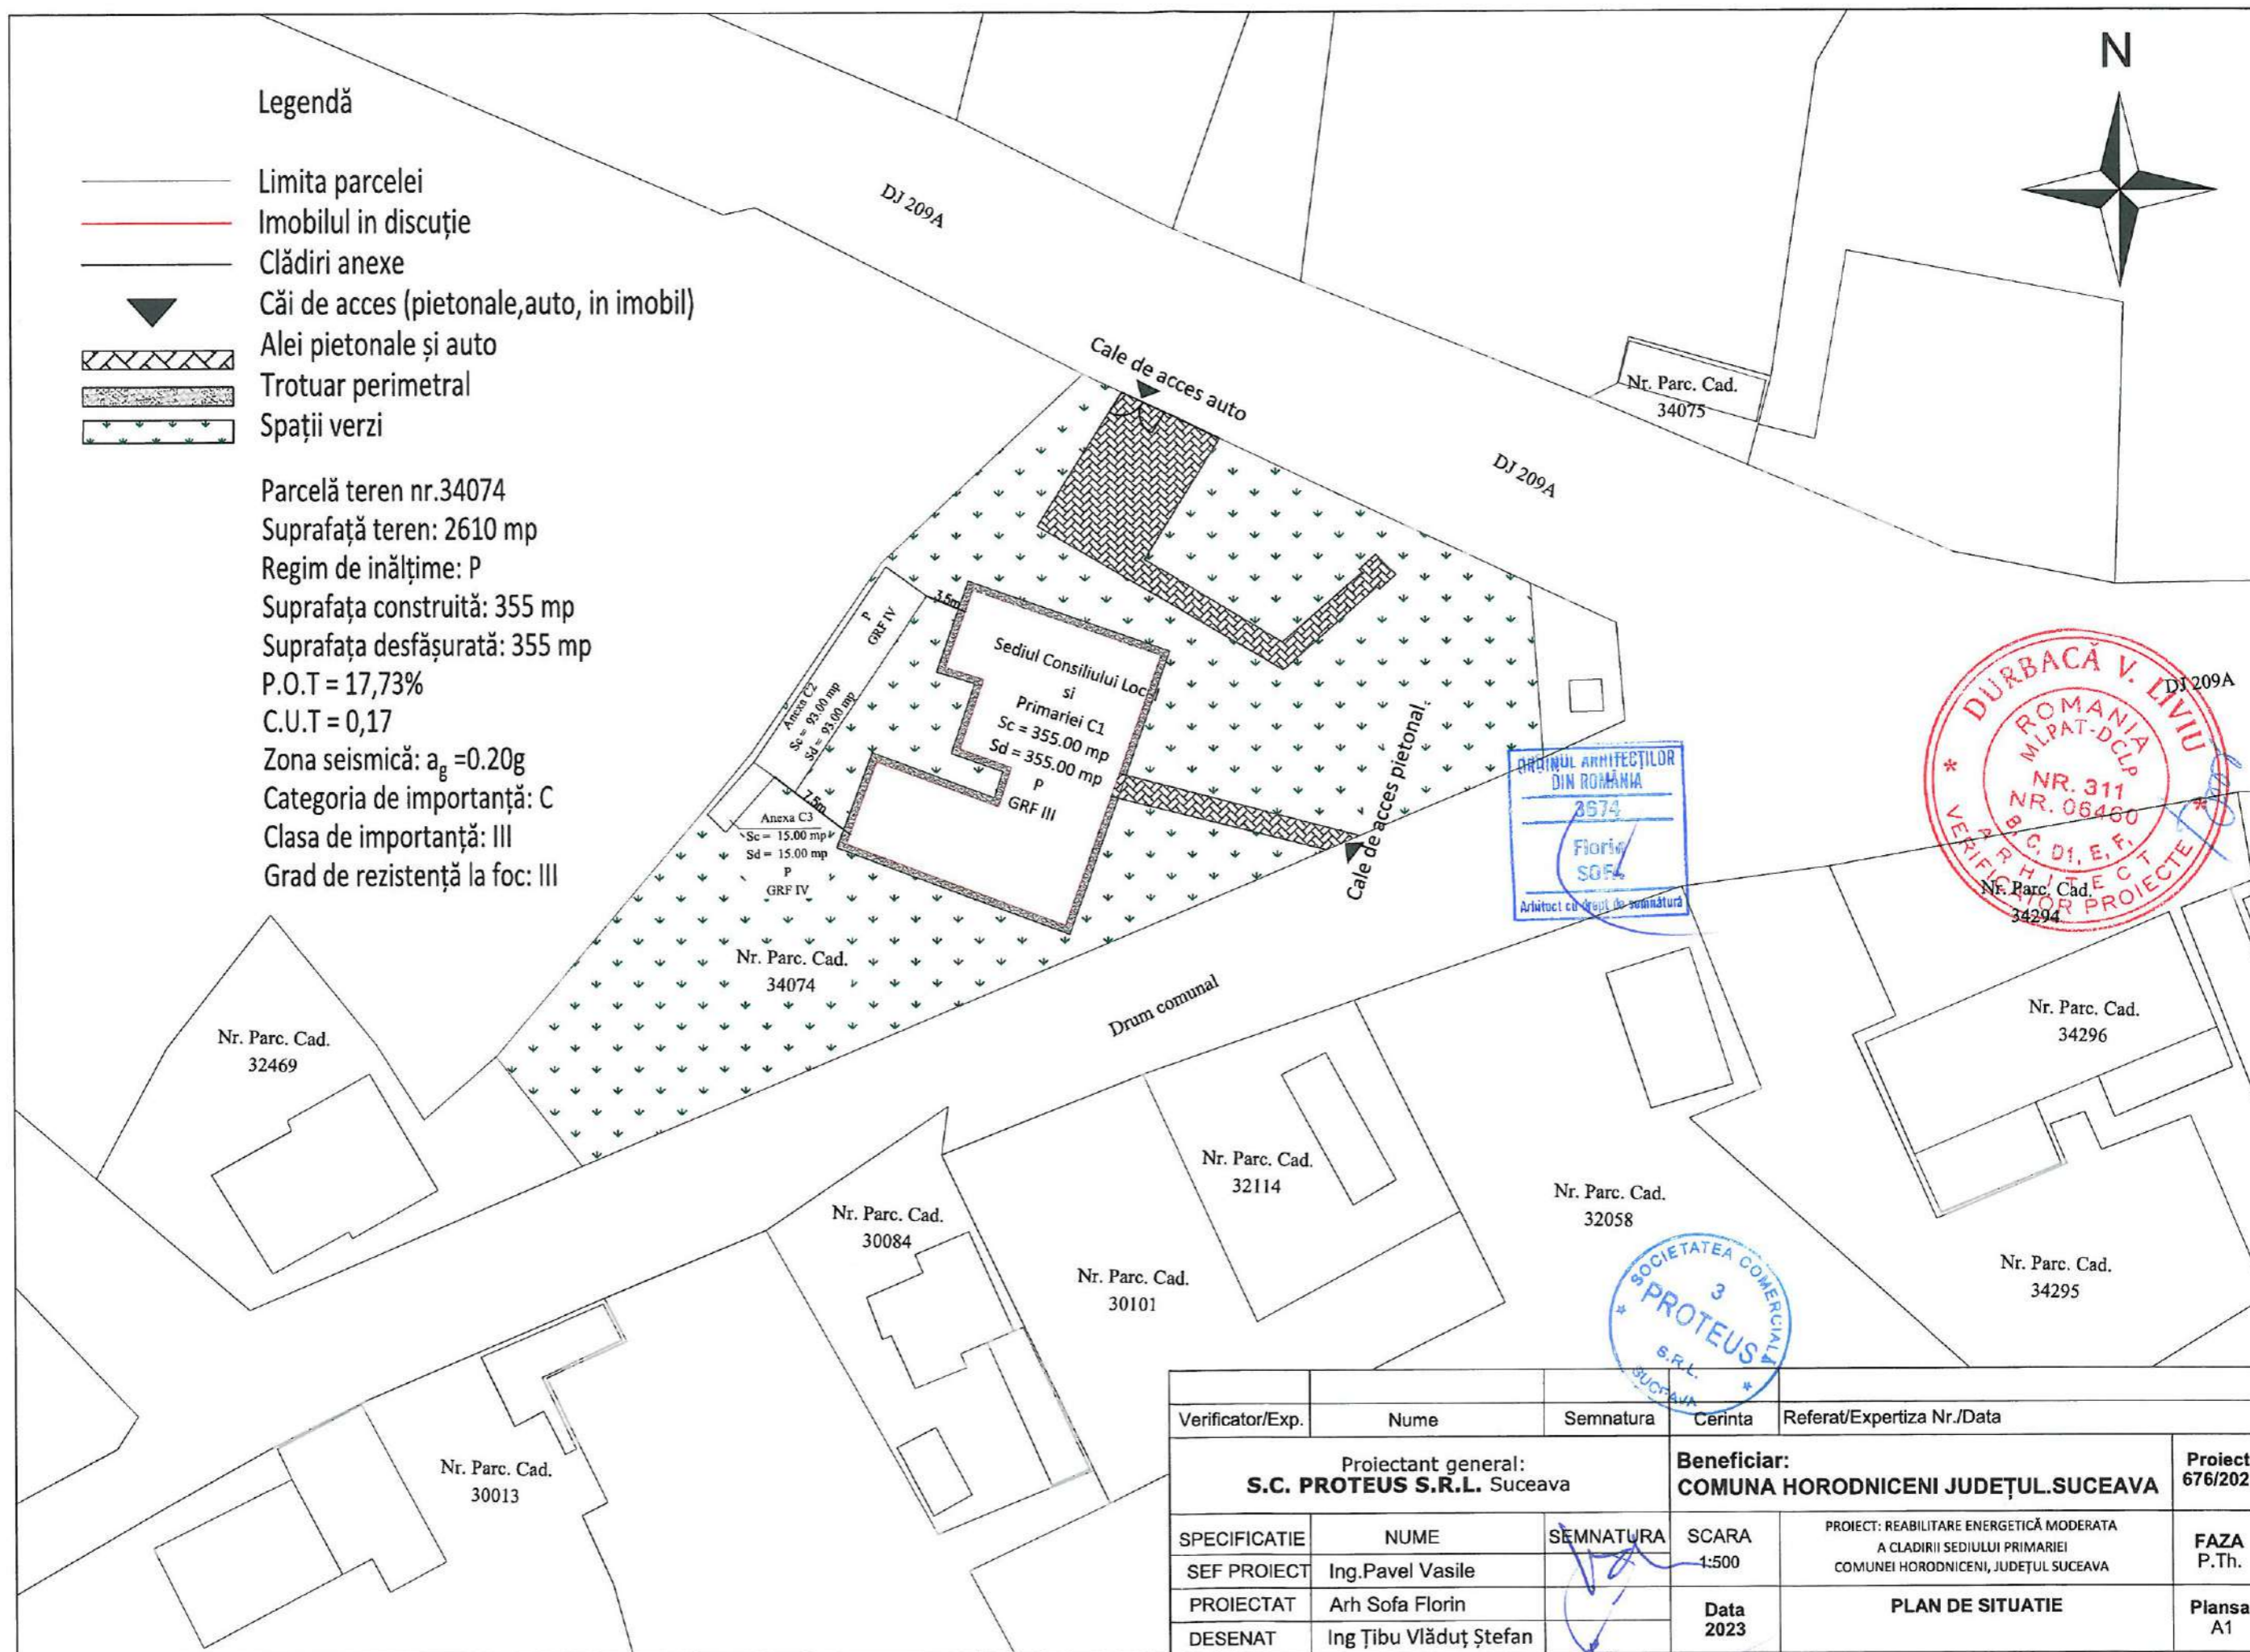 Legendă
Limita parcelei
Imobilul in discuție
Clădiri anexe
Căi de acces (pietonale,auto, in imobil)
Alei pietonale și auto
Trotuar perimetral
Spații verzi
Parcelă teren nr.34074
Suprafață teren: 2610 mp
Regim de inălțime: P
Suprafața construită: 355 mp
Suprafața desfășurată: 355 mp
P.O.T = 17,73%
C.U.T = 0,17
Zona seismică: ag =0.20g
Categoria de importanță: C
Clasa de importanță: III
Grad de rezistență la foc: III
N
DJ 209A
Cale de acces auto
DJ 209A
Nr. Parc. Cad.
34075
DJ 209A
P
GRF IV
Anexa C2
Sc = 93.00 mp
Sd = 93.00 mp
3.5m
7.5m
Sediul Consiliului Loc
si
Primariei C1
Sc = 355.00 mp
Sd = 355.00 mp
P
GRF III
Anexa C3
Sc = 15.00 mp
Sd = 15.00 mp
P
GRF IV
Cale de acces pietonal
Nr. Parc. Cad.
34074
Drum comunal
ORDINUL ARHITECȚILOR
DIN ROMÂNIA
3674
Florin
SOFA
Arhitect cu drept de semnătură
DURBACĂ V. LIVIU
ROMANIA
MLPAT-DCLP
NR. 311
NR. 06460
B, C, D1, E, F,
ARHITECT
VERIFICATOR PROIECTE
Nr. Parc. Cad.
34294
Nr. Parc. Cad.
34296
Nr. Parc. Cad.
32469
Nr. Parc. Cad.
32114
Nr. Parc. Cad.
32058
Nr. Parc. Cad.
30084
Nr. Parc. Cad.
30101
Nr. Parc. Cad.
34295
Nr. Parc. Cad.
30013
SOCIETATEA COMERCIALĂ
3
PROTEUS
S.R.L.
SUCEAVA
Verificator/Exp. Nume Semnatura Cerinta Referat/Expertiza Nr./Data
Proiectant general:
S.C. PROTEUS S.R.L. Suceava
Beneficiar:
COMUNA HORODNICENI JUDEȚUL.SUCEAVA
Proiect
676/202
SPECIFICATIE NUME SEMNATURA SCARA
1:500
PROIECT: REABILITARE ENERGETICĂ MODERATA
A CLADIRII SEDIULUI PRIMARIEI
COMUNEI HORODNICENI, JUDEȚUL SUCEAVA
FAZA
P.Th.
SEF PROIECT Ing.Pavel Vasile
PROIECTAT Arh Sofa Florin
DESENAT Ing Țibu Vlăduț Ștefan
Data
2023
PLAN DE SITUATIE
Plansa
A1